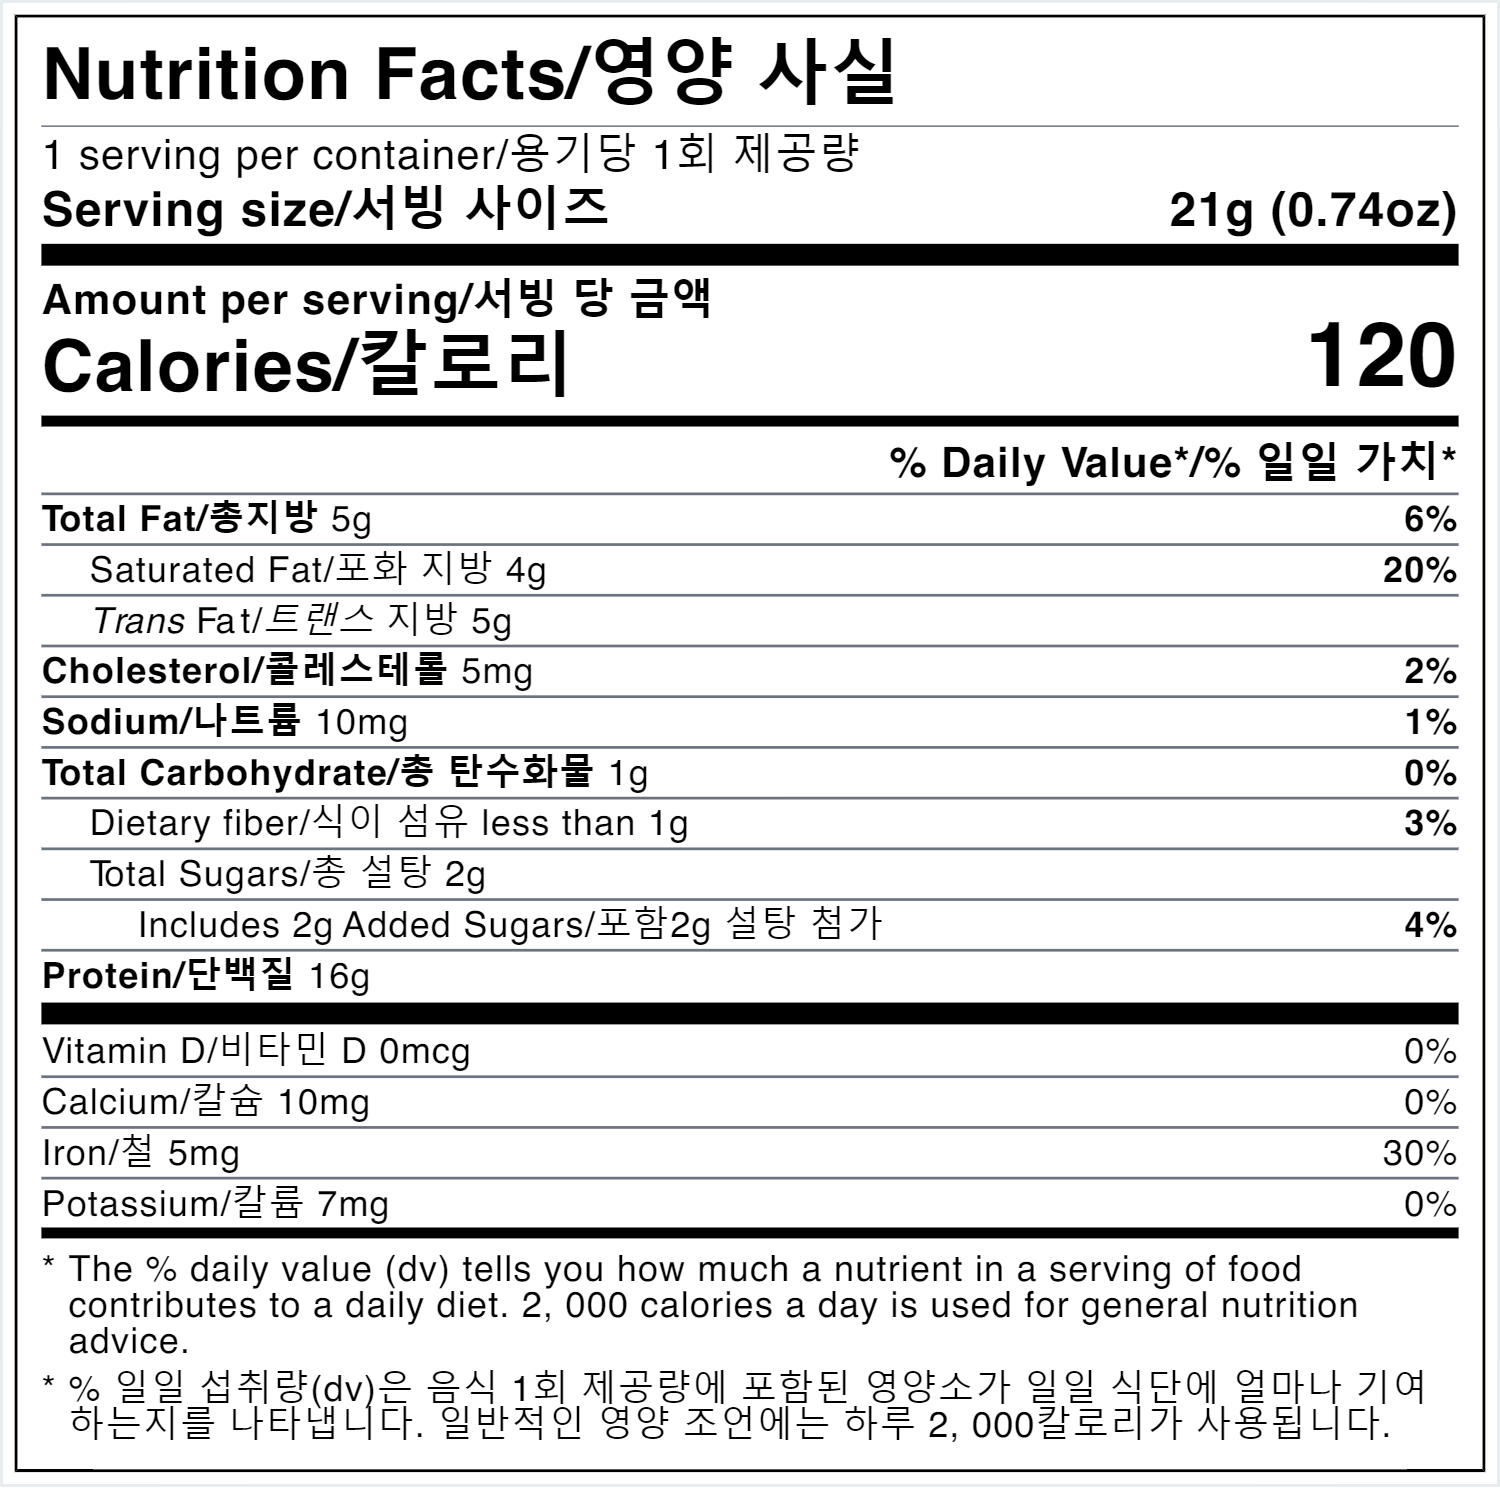 Nutrition Facts/영양 사실
1 serving per container/용기당 1회 제공량
Serving size/서빙 사이즈 21g (0.74oz)
Amount per serving/서빙 당 금액
Calories/칼로리 120
% Daily Value*/% 일일 가치*
Total Fat/총지방 5g 6%
Saturated Fat/포화 지방 4g 20%
Trans Fat/트랜스 지방 5g
Cholesterol/콜레스테롤 5mg 2%
Sodium/나트륨 10mg 1%
Total Carbohydrate/총 탄수화물 1g 0%
Dietary fiber/식이 섬유 less than 1g 3%
Total Sugars/총 설탕 2g
Includes 2g Added Sugars/포함2g 설탕 첨가 4%
Protein/단백질 16g
Vitamin D/비타민 D 0mcg 0%
Calcium/칼슘 10mg 0%
Iron/철 5mg 30%
Potassium/칼륨 7mg 0%
* The % daily value (dv) tells you how much a nutrient in a serving of food
contributes to a daily diet. 2, 000 calories a day is used for general nutrition
advice.
* % 일일 섭취량(dv)은 음식 1회 제공량에 포함된 영양소가 일일 식단에 얼마나 기여
하는지를 나타냅니다. 일반적인 영양 조언에는 하루 2, 000칼로리가 사용됩니다.